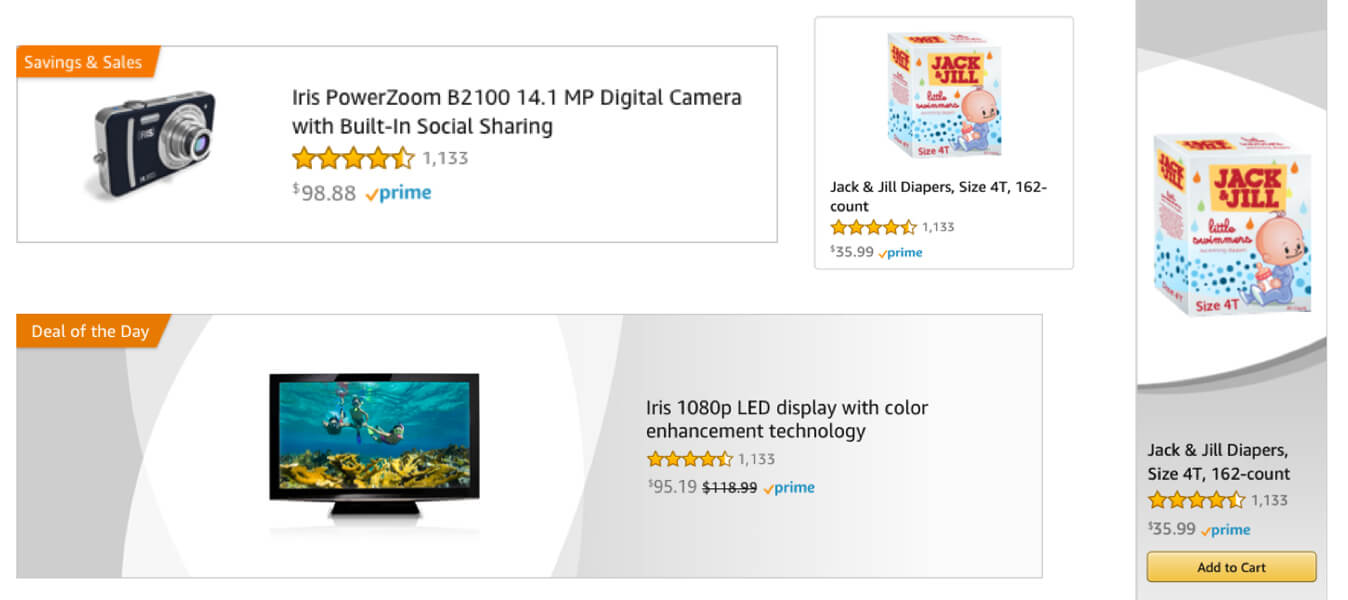 Savings & Sales
IRIS
Iris PowerZoom B2100 14.1 MP Digital Camera
with Built-In Social Sharing
1,133
$98.88 prime
JACK
& JILL
little
swimmers
Size 4T
Jack & Jill Diapers, Size 4T, 162-
count
1,133
$35.99 prime
Deal of the Day
Iris 1080p LED display with color
enhancement technology
1,133
$95.19 $118.99 prime
JACK
& JILL
little
swimmers
Size 4T
Jack & Jill Diapers,
Size 4T, 162-count
1,133
$35.99 prime
Add to Cart